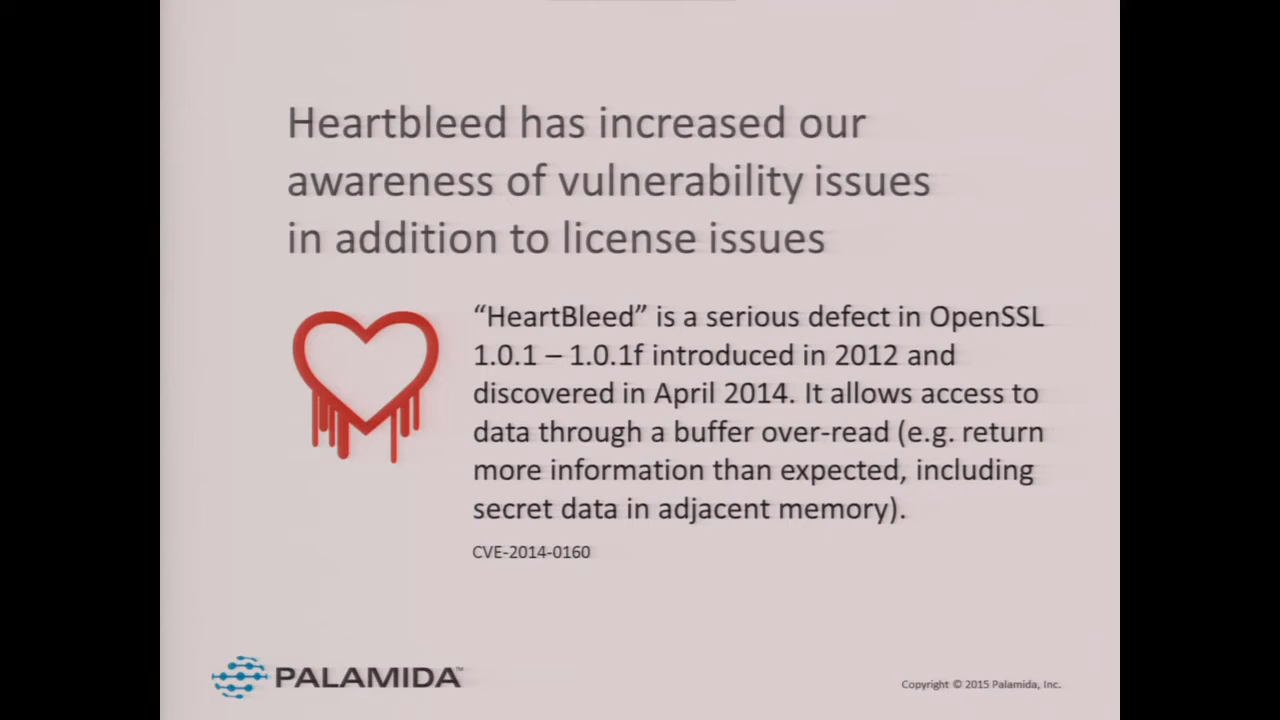 Heartbleed has increased our
awareness of vulnerability issues
in addition to license issues
“HeartBleed” is a serious defect in OpenSSL
1.0.1 – 1.0.1f introduced in 2012 and
discovered in April 2014. It allows access to
data through a buffer over-read (e.g. return
more information than expected, including
secret data in adjacent memory).
CVE-2014-0160
PALAMIDA™
Copyright © 2015 Palamida, Inc.